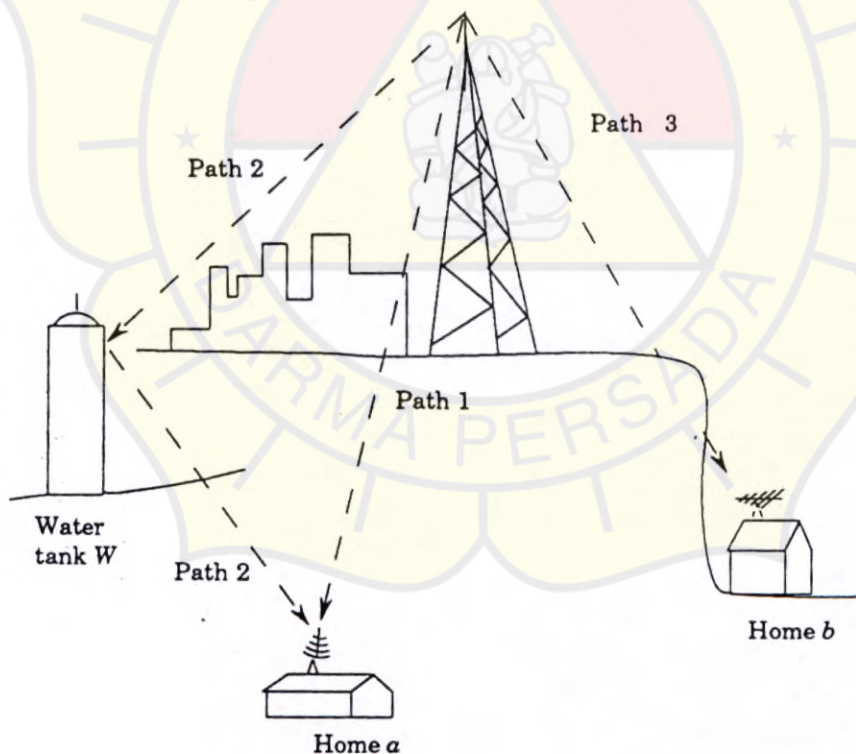 Path 3
Path 2
DARMA PERSADA
Path 1
Water
tank W
Path 2
Home b
Home a